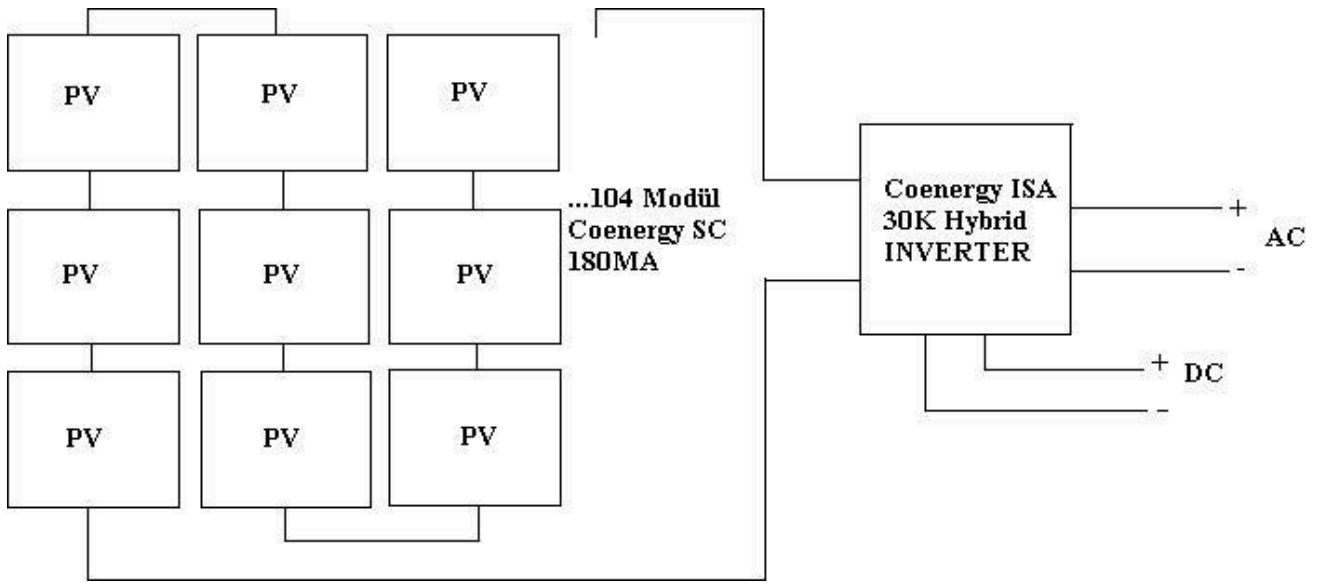 PV PV PV
PV PV PV
PV PV PV
...104 Modül
Coenergy SC
180MA
Coenergy ISA
30K Hybrid
INVERTER
+
AC
-
+
DC
-